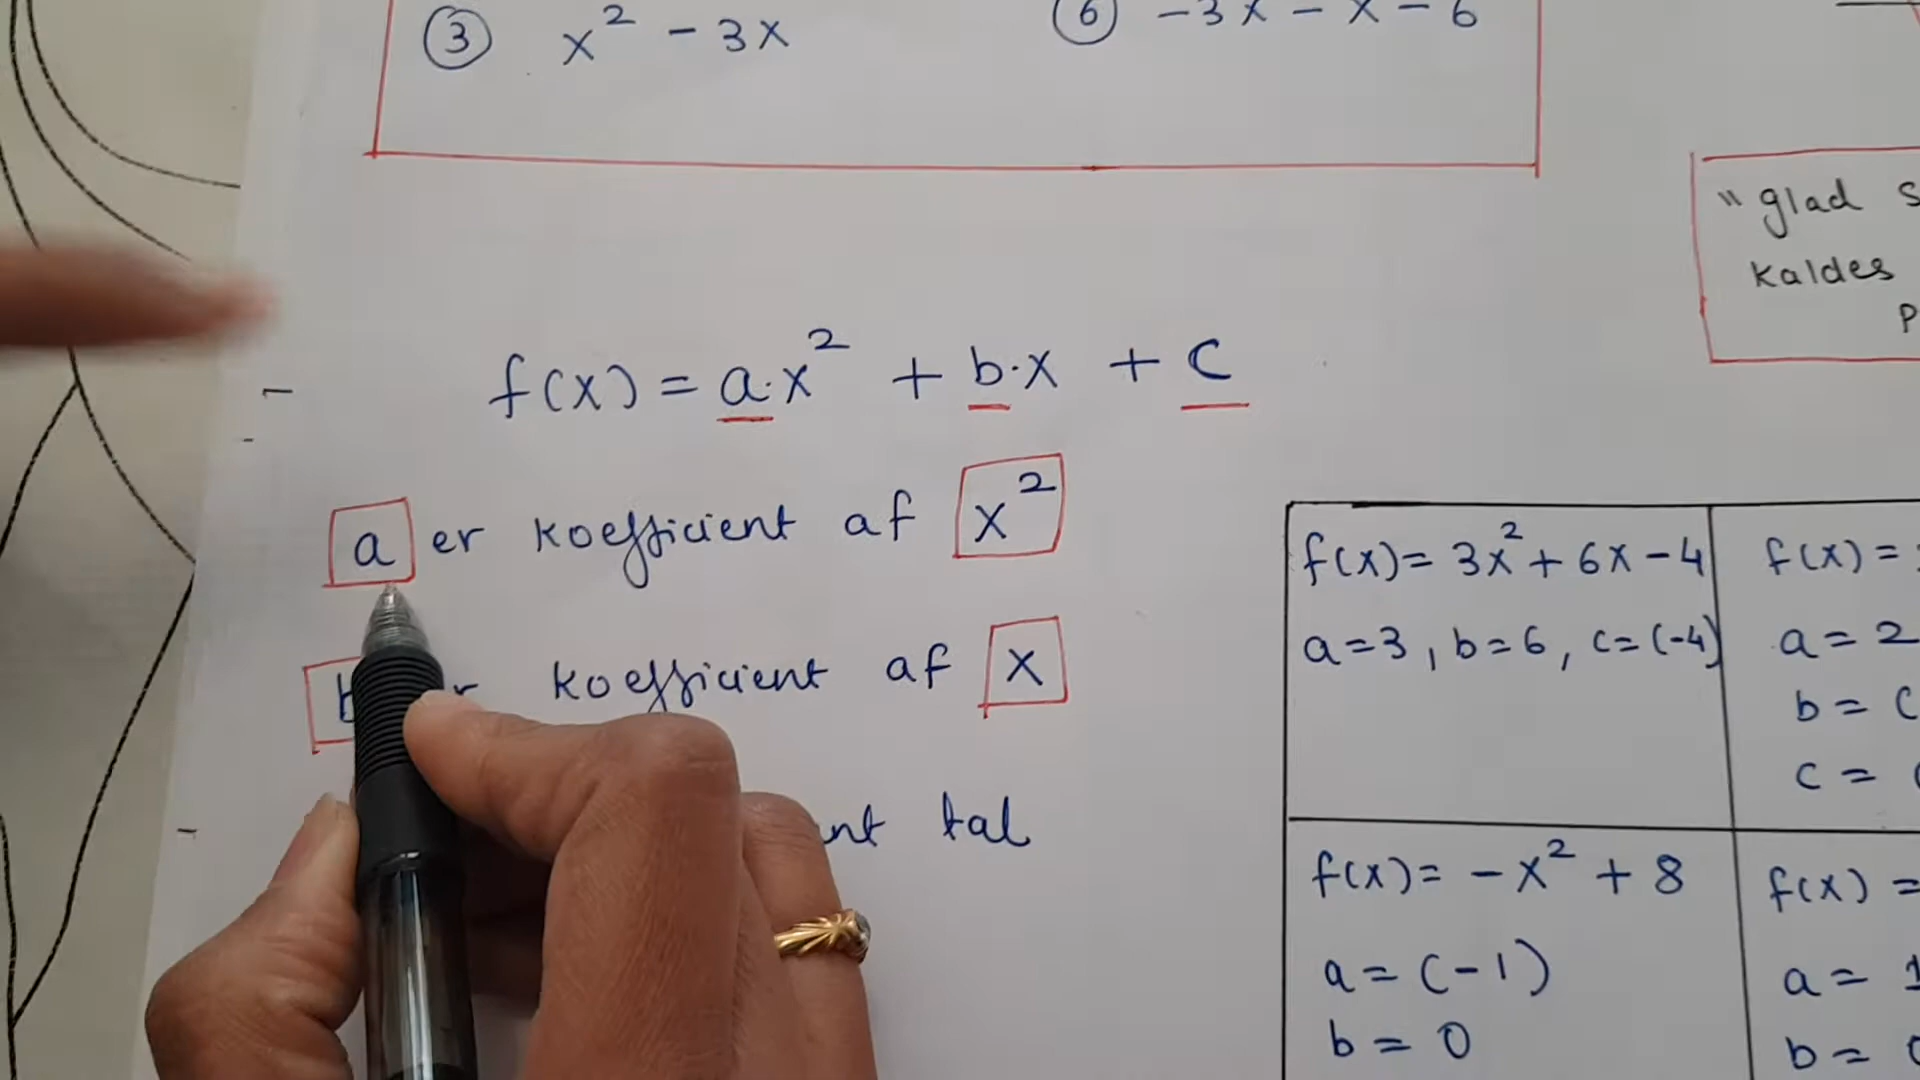 ③ x² - 3x
⑥ -3x - x - 6
"glad
kaldes
f(x) = a·x² + b·x + c
a er koefficient af x²
koefficient af x
tal
f(x) = 3x² + 6x - 4
a = 3, b = 6, c = (-4)
f(x) =
a = 2
b =
c =
f(x) = -x² + 8
a = (-1)
b = 0
f(x) =
a = 1
b =